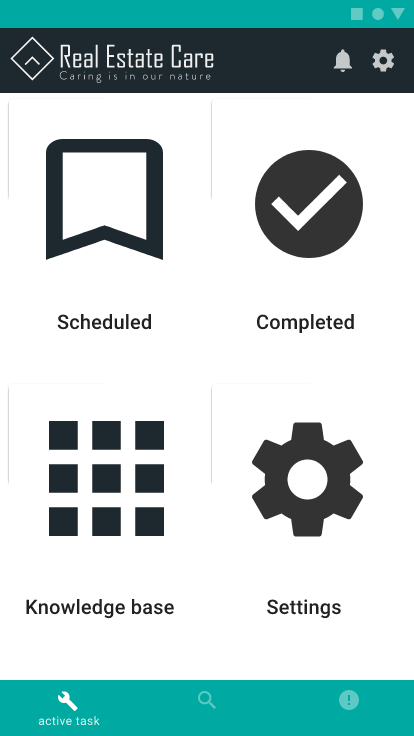 Real Estate Care
Caring is in our nature
Scheduled
Completed
Knowledge base
Settings
active task